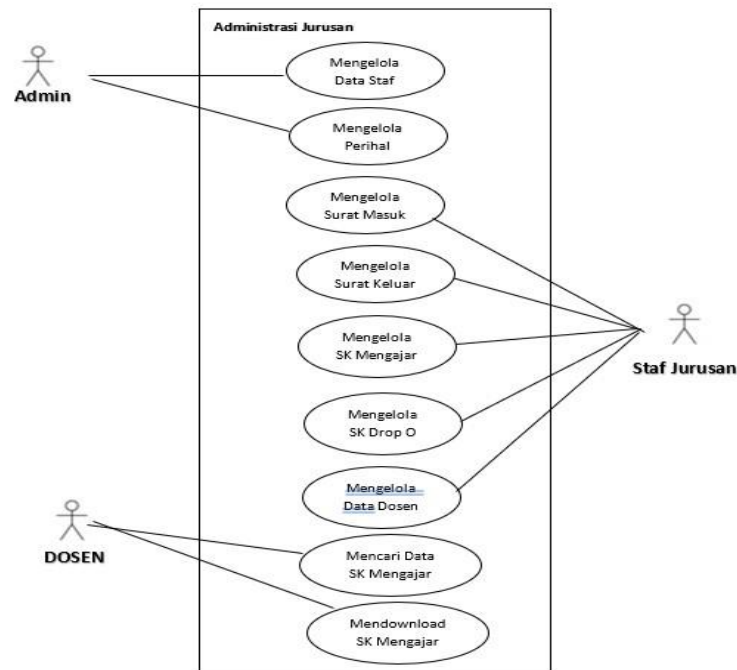 Administrasi Jurusan
Mengelola
Data Staf
Admin
Mengelola
Perihal
Mengelola
Surat Masuk
Mengelola
Surat Keluar
Mengelola
SK Mengajar
Staf Jurusan
Mengelola
SK Drop O
Mengelola
Data Dosen
DOSEN
Mencari Data
SK Mengajar
Mendownload
SK Mengajar